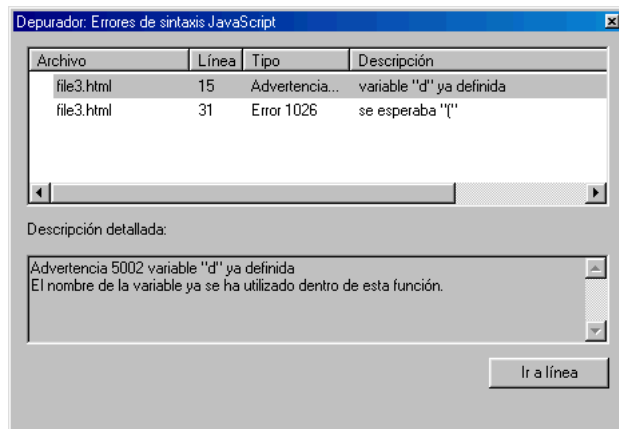 Depurador: Errores de sintaxis JavaScript
Archivo Línea Tipo Descripción
file3.html 15 Advertencia... variable "d" ya definida
file3.html 31 Error 1026 se esperaba "("
Descripción detallada:
Advertencia 5002 variable "d" ya definida
El nombre de la variable ya se ha utilizado dentro de esta función.
Ir a línea